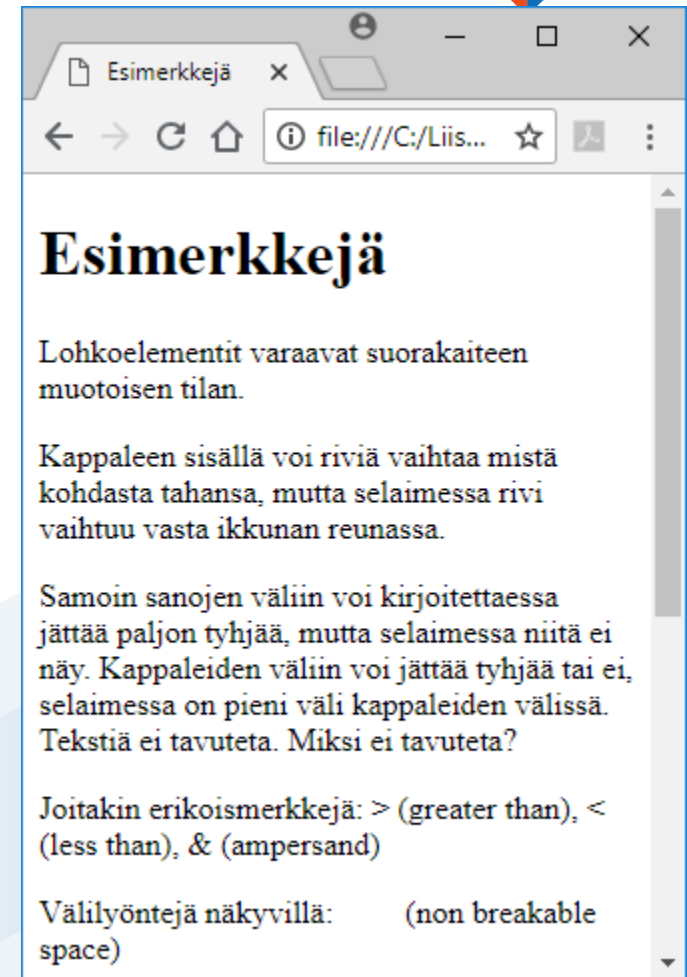 Esimerkkejä
file:///C:/Liis...
Esimerkkejä
Lohkoelementit varaavat suorakaiteen
muotoisen tilan.
Kappaleen sisällä voi riviä vaihtaa mistä
kohdasta tahansa, mutta selaimessa rivi
vaihtuu vasta ikkunan reunassa.
Samoin sanojen väliin voi kirjoitettaessa
jättää paljon tyhjää, mutta selaimessa niitä ei
näy. Kappaleiden väliin voi jättää tyhjää tai ei,
selaimessa on pieni väli kappaleiden välissä.
Tekstiä ei tavuteta. Miksi ei tavuteta?
Joitakin erikoismerkkejä: > (greater than), <
(less than), & (ampersand)
Välilyöntejä näkyvillä:         (non breakable
space)